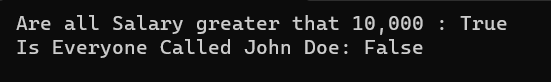 Are all Salary greater that 10,000 : True
Is Everyone Called John Doe: False